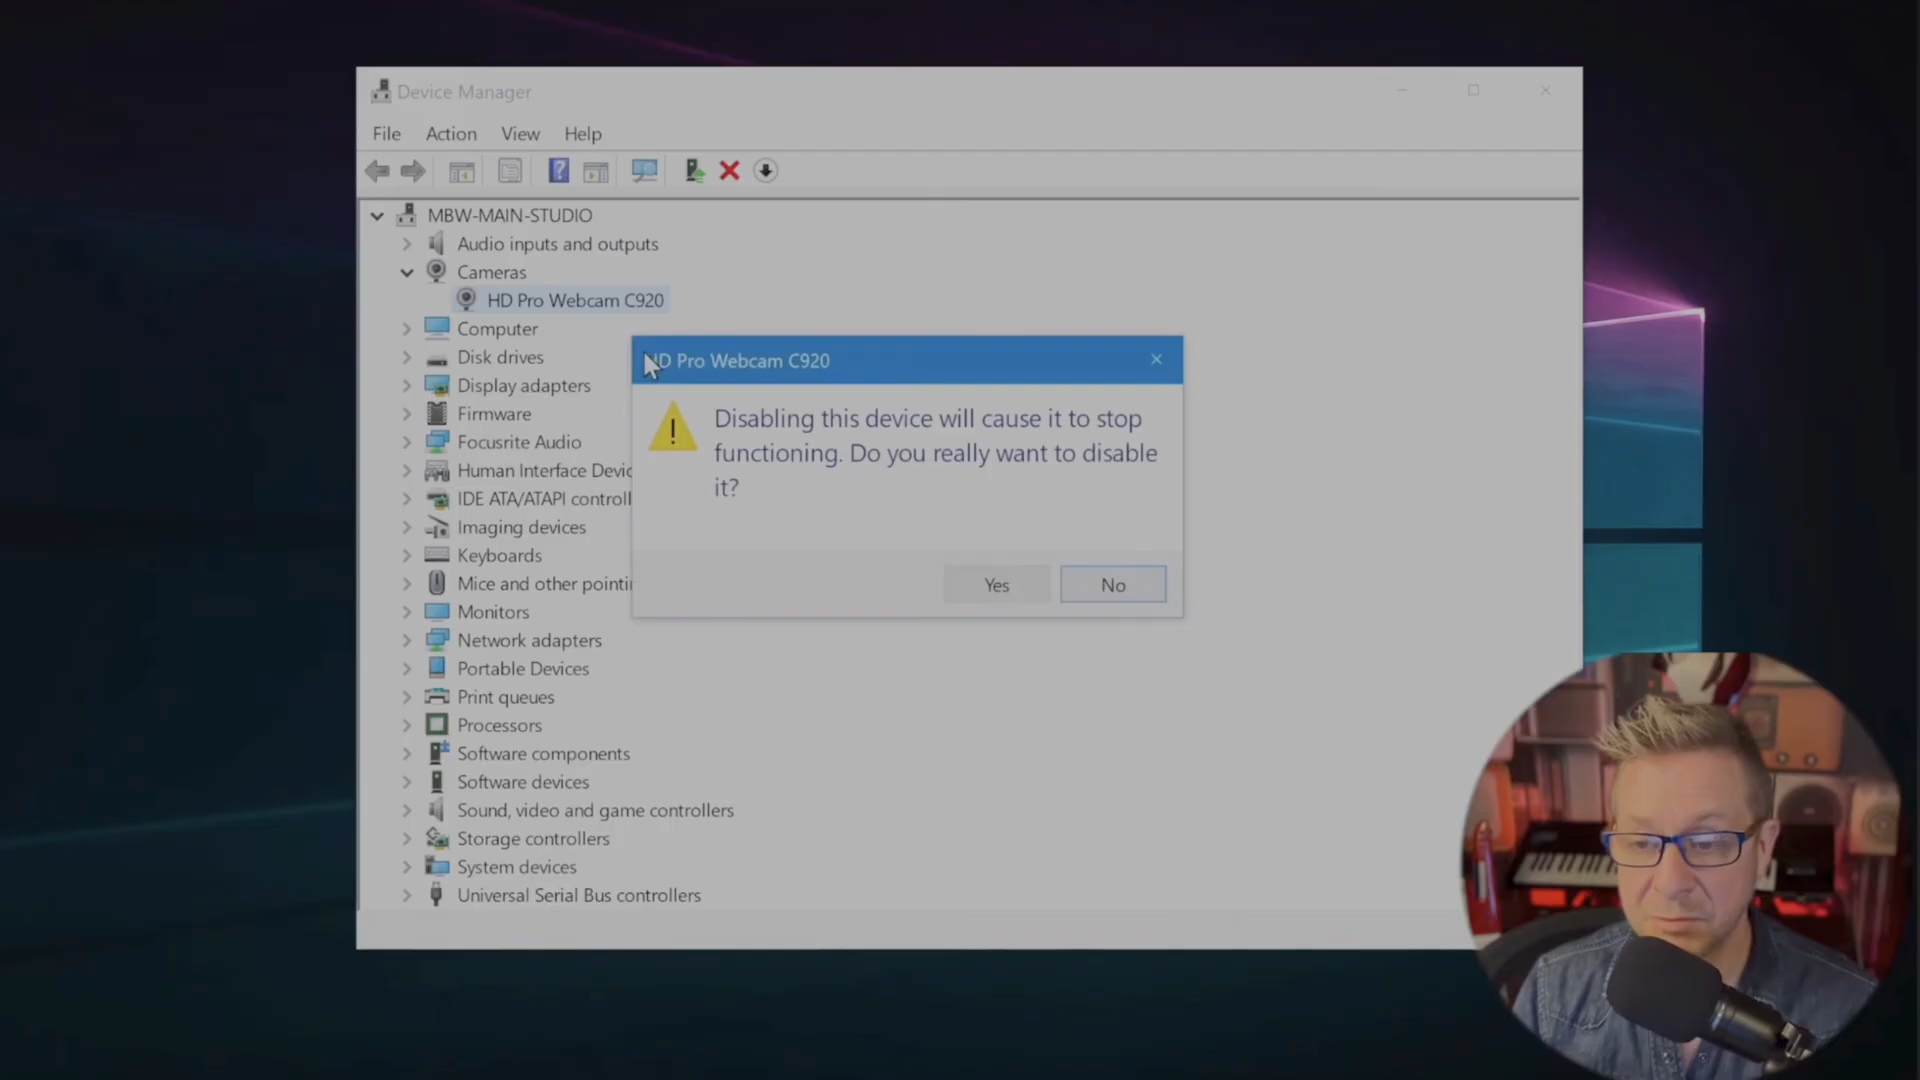 Device Manager
File Action View Help
MBW-MAIN-STUDIO
Audio inputs and outputs
Cameras
HD Pro Webcam C920
Computer
Disk drives
Display adapters
Firmware
Focusrite Audio
Human Interface Devic
IDE ATA/ATAPI controll
Imaging devices
Keyboards
Mice and other pointin
Monitors
Network adapters
Portable Devices
Print queues
Processors
Software components
Software devices
Sound, video and game controllers
Storage controllers
System devices
Universal Serial Bus controllers
HD Pro Webcam C920
Disabling this device will cause it to stop
functioning. Do you really want to disable
it?
Yes No